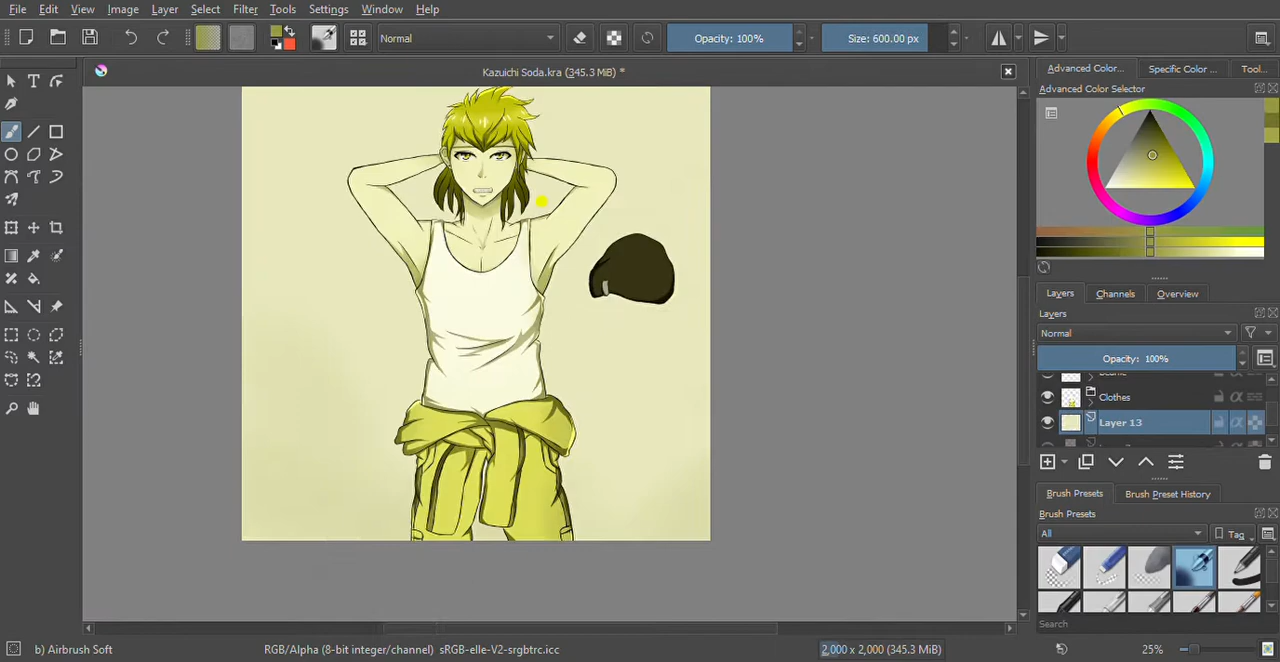 File Edit View Image Layer Select Filter Tools Settings Window Help
Normal Opacity: 100% Size: 600.00 px
Kazuichi Soda.kra (345.3 MiB) *
Advanced Color... Specific Color ... Tool...
Advanced Color Selector
Layers Channels Overview
Layers
Normal
Opacity: 100%
Clothes
Layer 13
Brush Presets Brush Preset History
Brush Presets
All Tag
Search
b) Airbrush Soft RGB/Alpha (8-bit integer/channel) sRGB-elle-V2-srgbtrc.icc 2,000 x 2,000 (345.3 MiB) 25%